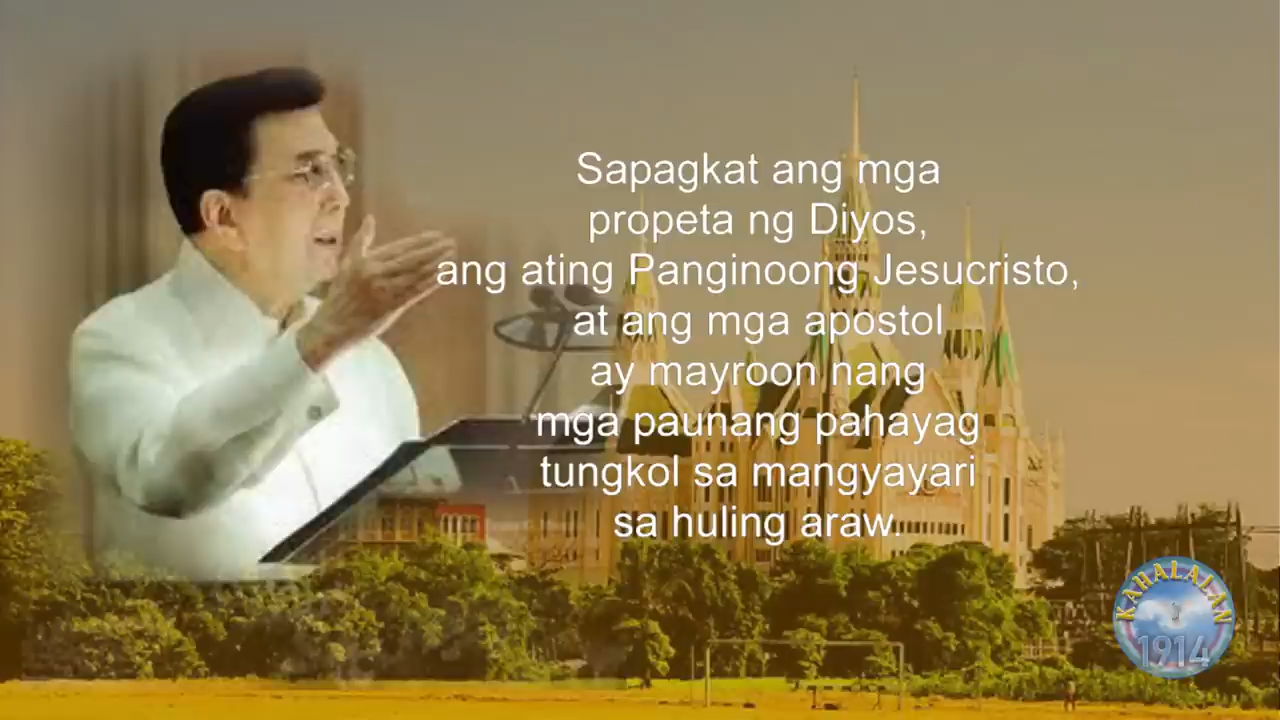 Sapagkat ang mga
propeta ng Diyos,
ang ating Panginoong Jesucristo,
at ang mga apostol
ay mayroon nang
mga paunang pahayag
tungkol sa mangyayari
sa huling araw.
KAHALALAN
1914